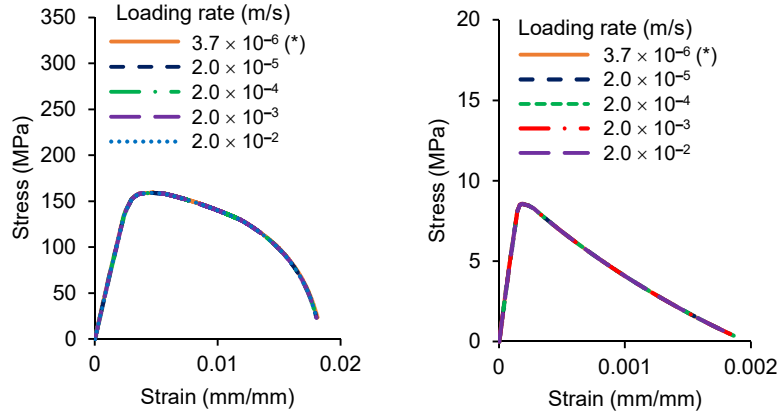 Loading rate (m/s)
3.7 × 10⁻⁶ (*)
2.0 × 10⁻⁵
2.0 × 10⁻⁴
2.0 × 10⁻³
2.0 × 10⁻²
350
300
250
200
150
100
50
0
Stress (MPa)
0
0.01
0.02
Strain (mm/mm)
Loading rate (m/s)
3.7 × 10⁻⁶ (*)
2.0 × 10⁻⁵
2.0 × 10⁻⁴
2.0 × 10⁻³
2.0 × 10⁻²
20
15
10
5
0
Stress (MPa)
0
0.001
0.002
Strain (mm/mm)